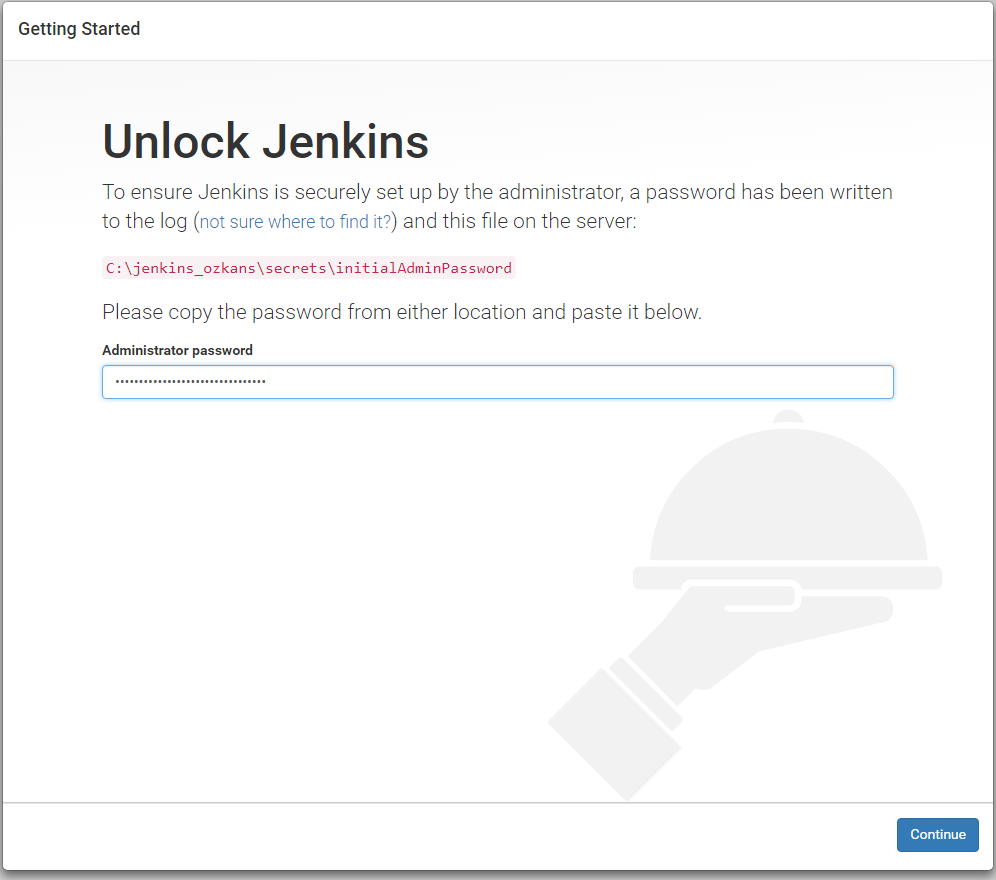 Getting Started
Unlock Jenkins
To ensure Jenkins is securely set up by the administrator, a password has been written
to the log (not sure where to find it?) and this file on the server:
C:\jenkins_ozkans\secrets\initialAdminPassword
Please copy the password from either location and paste it below.
Administrator password
••••••••••••••••••••••••••••••••
Continue